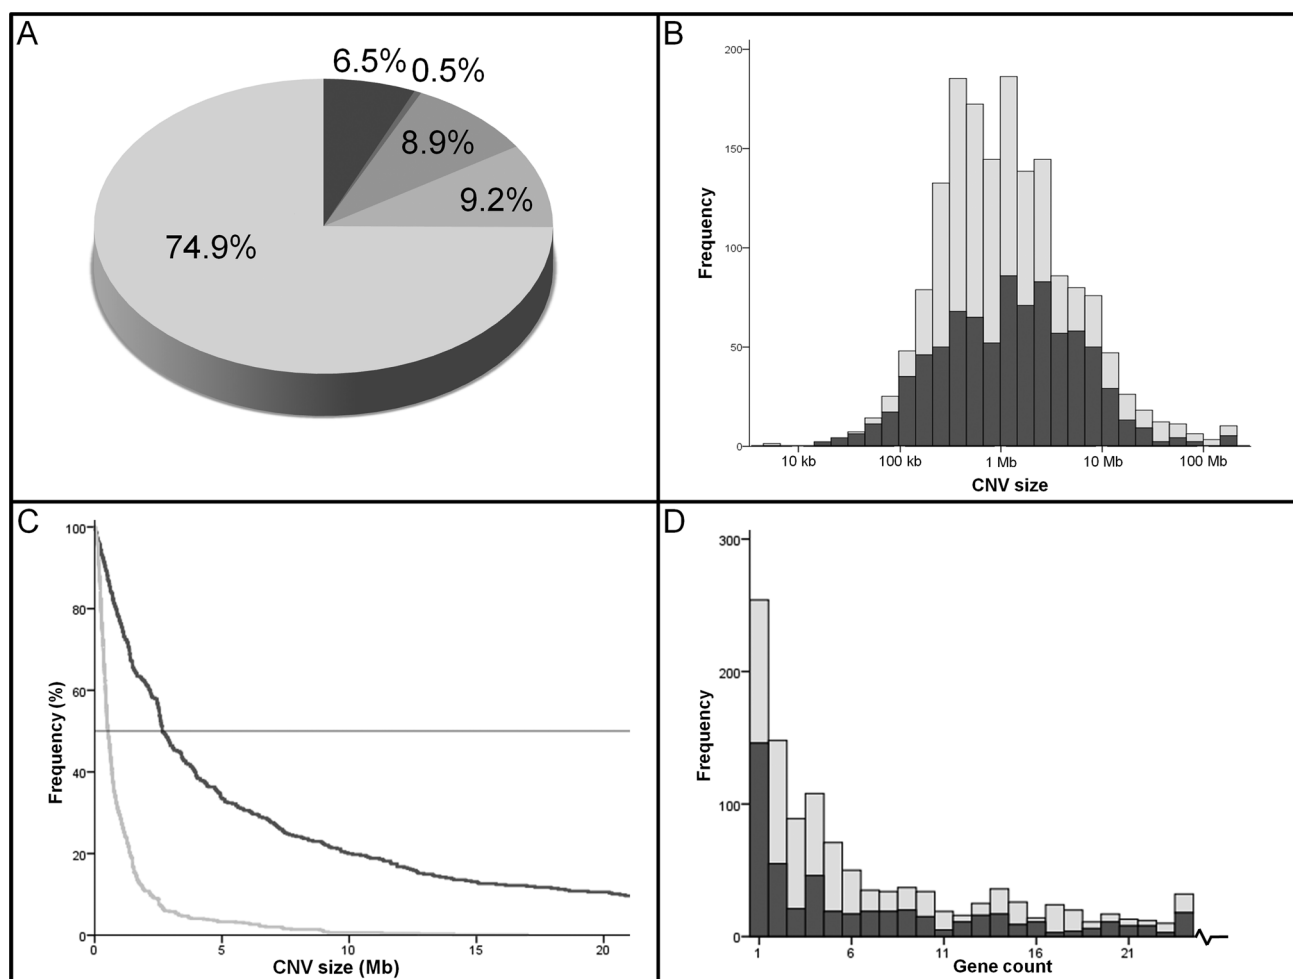 A
6.5%
0.5%
8.9%
9.2%
74.9%
B
200
150
100
50
0
Frequency
10 kb
100 kb
1 Mb
10 Mb
100 Mb
CNV size
C
100
80
60
40
20
0
Frequency (%)
0
5
10
15
20
CNV size (Mb)
D
300
200
100
0
Frequency
1
6
11
16
21
Gene count